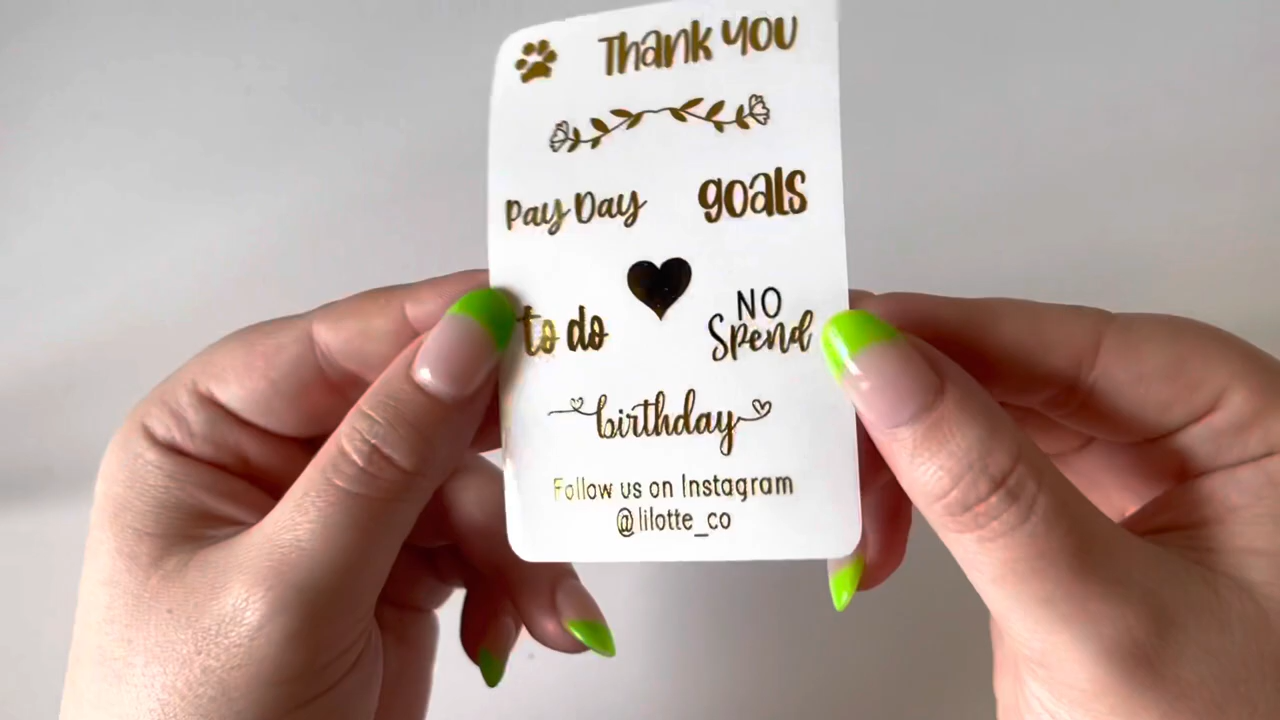 Thank you
Pay Day
goals
to do
NO
Spend
birthday
Follow us on Instagram
@lilotte_co